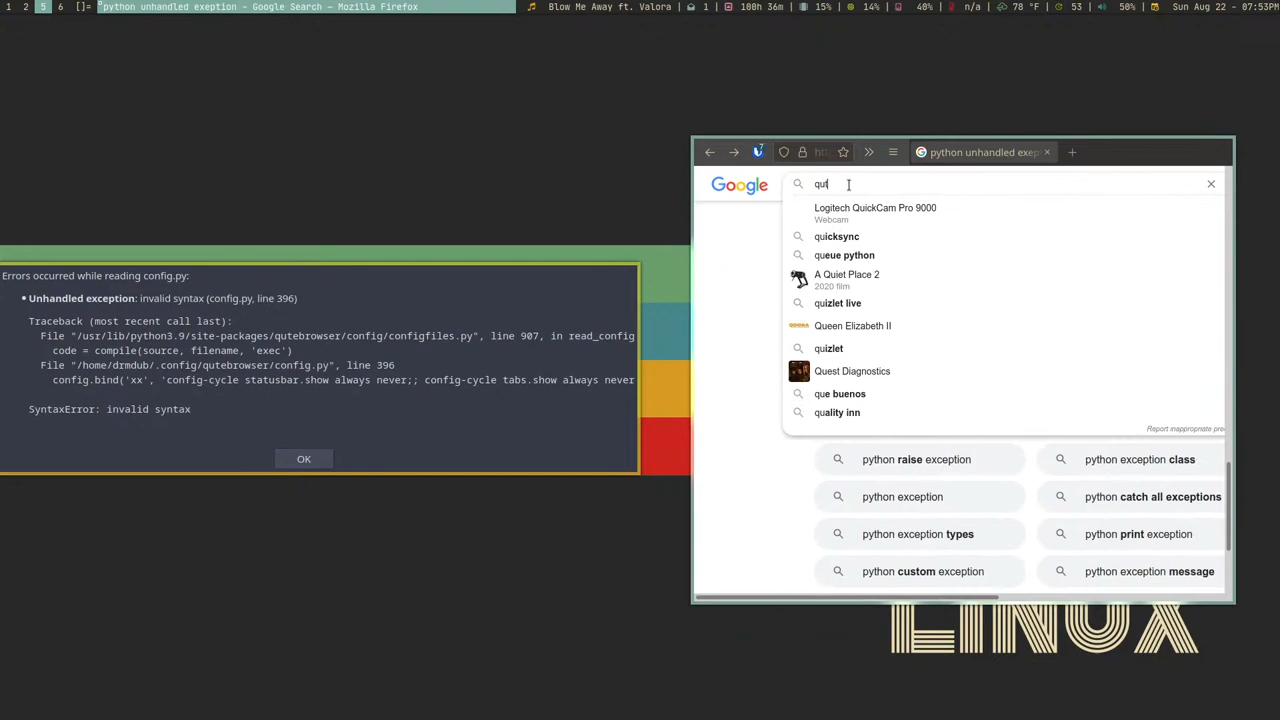 1 2 5 6 []= python unhandled exeption - Google Search — Mozilla Firefox Blow Me Away ft. Valora 1 100h 36m 15% 14% 40% n/a 78 °F 53 50% Sun Aug 22 - 07:53PM
python unhandled exep
Google
qut
Logitech QuickCam Pro 9000
Webcam
quicksync
queue python
A Quiet Place 2
2020 film
quizlet live
Queen Elizabeth II
quizlet
Quest Diagnostics
que buenos
quality inn
Report inappropriate pre
python raise exception
python exception class
python exception
python catch all exceptions
python exception types
python print exception
python custom exception
python exception message
Errors occurred while reading config.py:
Unhandled exception: invalid syntax (config.py, line 396)
Traceback (most recent call last):
File "/usr/lib/python3.9/site-packages/qutebrowser/config/configfiles.py", line 907, in read_config
code = compile(source, filename, 'exec')
File "/home/drmdub/.config/qutebrowser/config.py", line 396
config.bind('xx', 'config-cycle statusbar.show always never;; config-cycle tabs.show always never
SyntaxError: invalid syntax
OK
LINUX